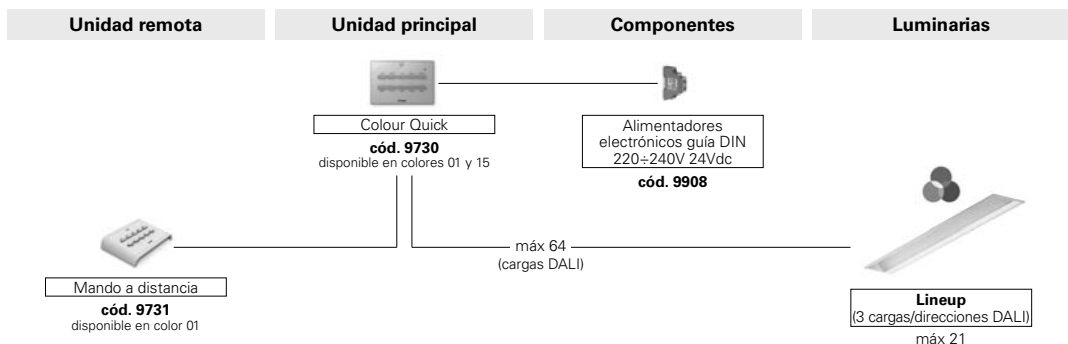 Unidad remota
Unidad principal
Componentes
Luminarias
Colour Quick
cód. 9730
disponible en colores 01 y 15
Alimentadores
electrónicos guía DIN
220÷240V 24Vdc
cód. 9908
máx 64
(cargas DALI)
Mando a distancia
cód. 9731
disponible en color 01
Lineup
(3 cargas/direcciones DALI)
máx 21